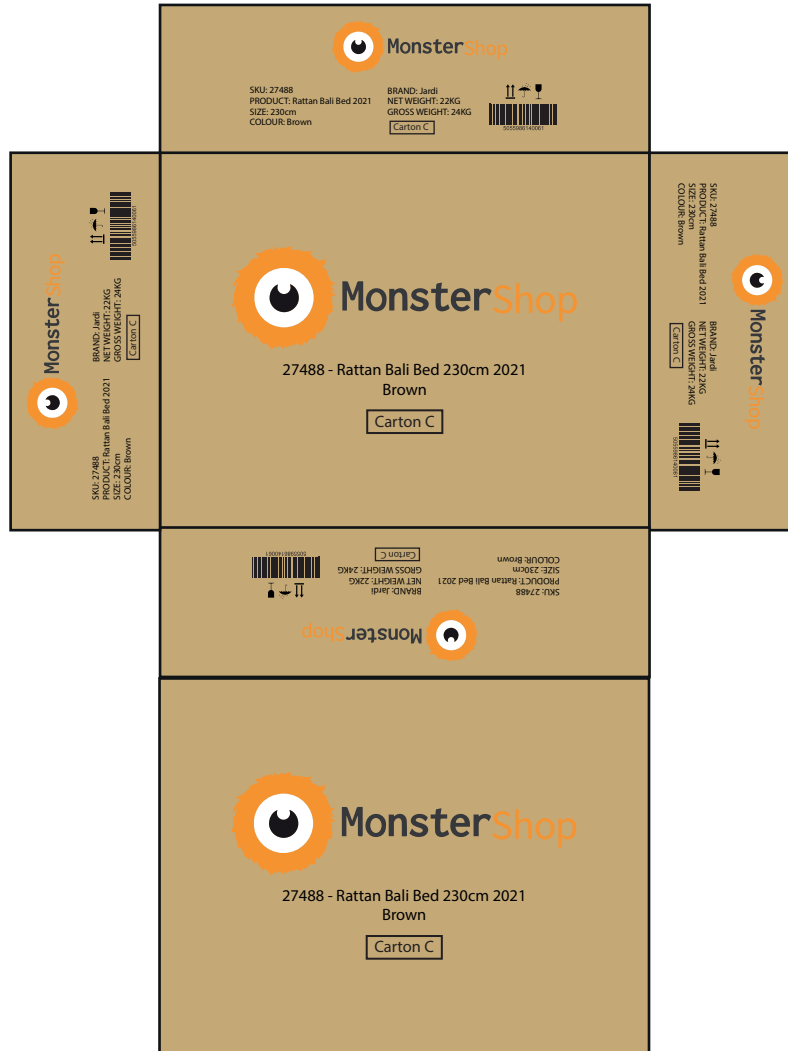 MonsterShop
SKU: 27488
PRODUCT: Rattan Bali Bed 2021
SIZE: 230cm
COLOUR: Brown
BRAND: Jardi
NET WEIGHT: 22KG
GROSS WEIGHT: 24KG
Carton C
5055986140061
MonsterShop
SKU: 27488
PRODUCT: Rattan Bali Bed 2021
SIZE: 230cm
COLOUR: Brown
BRAND: Jardi
NET WEIGHT: 22KG
GROSS WEIGHT: 24KG
Carton C
5055986140061
MonsterShop
27488 - Rattan Bali Bed 230cm 2021
Brown
Carton C
MonsterShop
SKU: 27488
PRODUCT: Rattan Bali Bed 2021
SIZE: 230cm
COLOUR: Brown
BRAND: Jardi
NET WEIGHT: 22KG
GROSS WEIGHT: 24KG
Carton C
5055986140061
MonsterShop
SKU: 27488
PRODUCT: Rattan Bali Bed 2021
SIZE: 230cm
COLOUR: Brown
BRAND: Jardi
NET WEIGHT: 22KG
GROSS WEIGHT: 24KG
Carton C
5055986140061
MonsterShop
27488 - Rattan Bali Bed 230cm 2021
Brown
Carton C